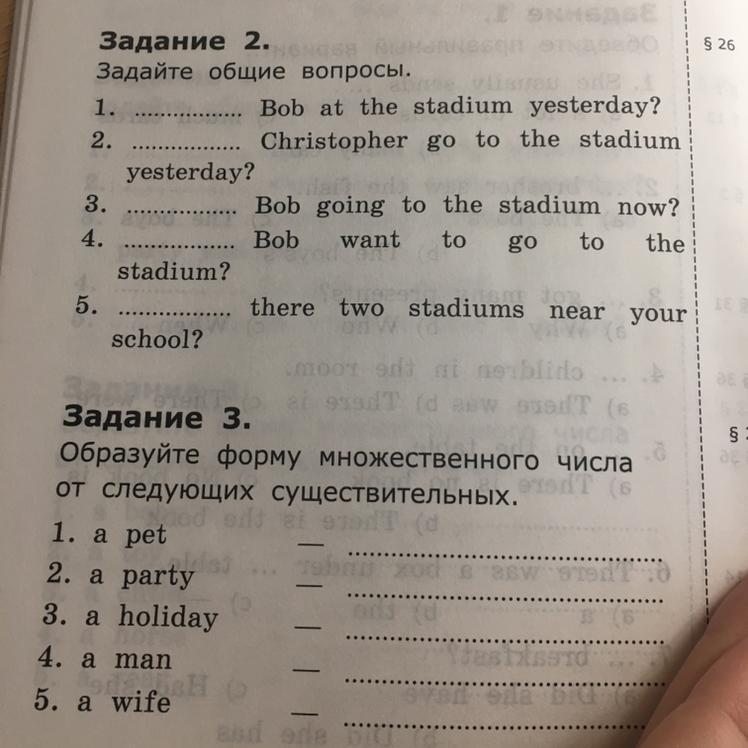 Задание 2.
§ 26
Задайте общие вопросы.
1. ................ Bob at the stadium yesterday?
2. ................ Christopher go to the stadium
yesterday?
3. ................ Bob going to the stadium now?
4. ................ Bob want to go to the
stadium?
5. ................ there two stadiums near your
school?
Задание 3.
§
Образуйте форму множественного числа
от следующих существительных.
1. a pet — ................................................
2. a party — ................................................
3. a holiday — ................................................
4. a man — ................................................
5. a wife — ................................................